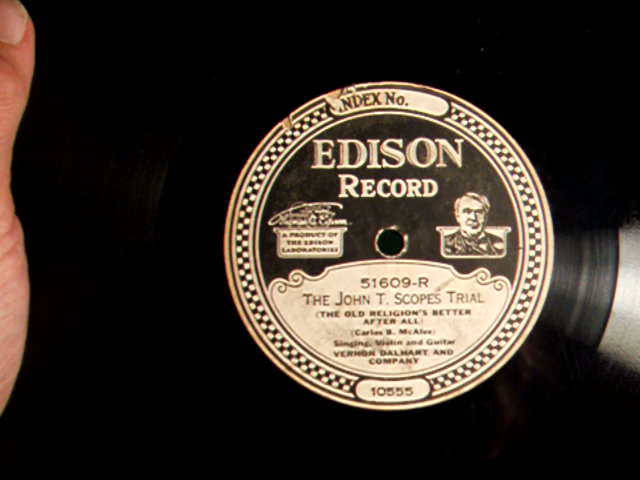 INDEX No.
EDISON
RECORD
A PRODUCT OF
THE EDISON
LABORATORIES
51609-R
THE JOHN T. SCOPES TRIAL
(THE OLD RELIGION'S BETTER
AFTER ALL)
(Carlos B. McAfee)
Singing, Violin and Guitar
VERNON DALHART AND
COMPANY
10555